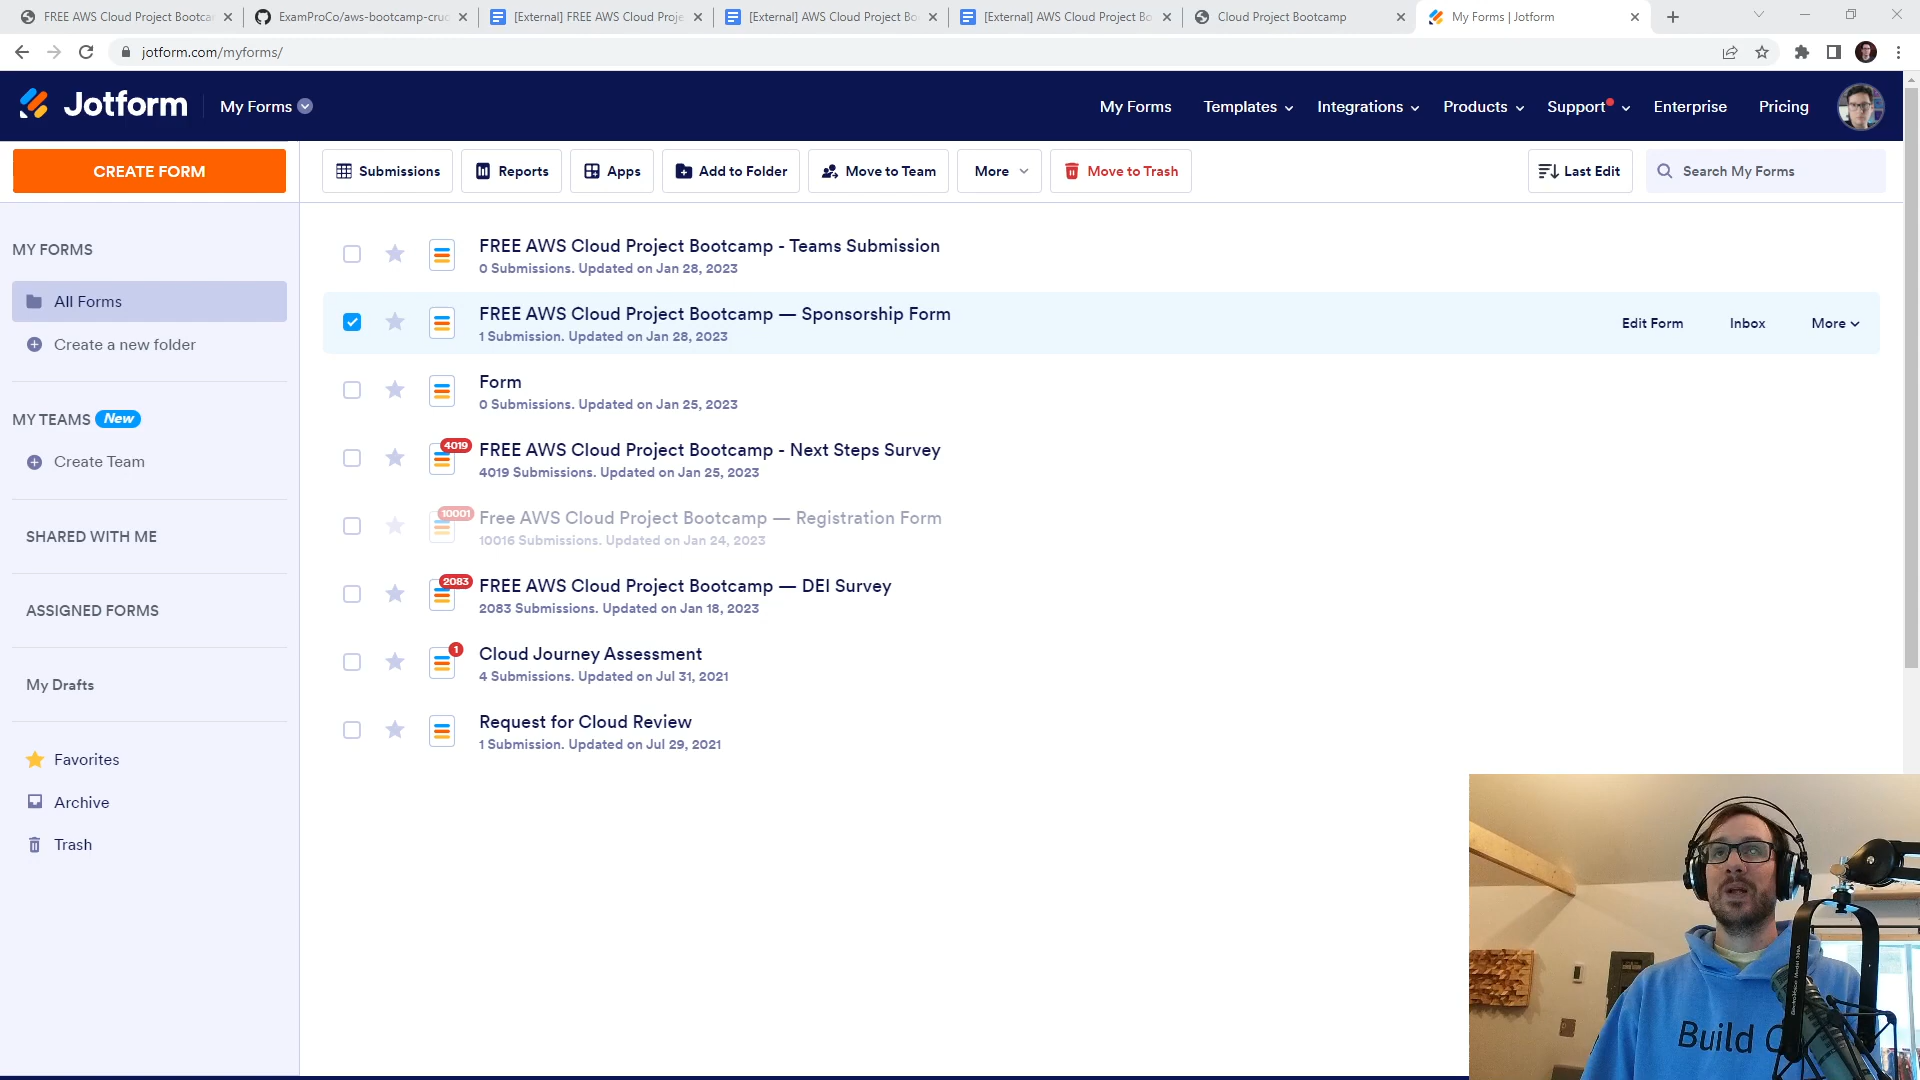 FREE AWS Cloud Project Bootca
ExamProCo/aws-bootcamp-cruc
[External] FREE AWS Cloud Proje
[External] AWS Cloud Project Bo
[External] AWS Cloud Project Bo
Cloud Project Bootcamp
My Forms | Jotform
jotform.com/myforms/
Jotform
My Forms
My Forms
Templates
Integrations
Products
Support
Enterprise
Pricing
CREATE FORM
Submissions
Reports
Apps
Add to Folder
Move to Team
More
Move to Trash
Last Edit
Search My Forms
MY FORMS
All Forms
Create a new folder
MY TEAMS New
Create Team
SHARED WITH ME
ASSIGNED FORMS
My Drafts
Favorites
Archive
Trash
FREE AWS Cloud Project Bootcamp - Teams Submission
0 Submissions. Updated on Jan 28, 2023
FREE AWS Cloud Project Bootcamp — Sponsorship Form
1 Submission. Updated on Jan 28, 2023
Edit Form
Inbox
More
Form
0 Submissions. Updated on Jan 25, 2023
4019
FREE AWS Cloud Project Bootcamp - Next Steps Survey
4019 Submissions. Updated on Jan 25, 2023
10001
Free AWS Cloud Project Bootcamp — Registration Form
10016 Submissions. Updated on Jan 24, 2023
2083
FREE AWS Cloud Project Bootcamp — DEI Survey
2083 Submissions. Updated on Jan 18, 2023
1
Cloud Journey Assessment
4 Submissions. Updated on Jul 31, 2021
Request for Cloud Review
1 Submission. Updated on Jul 29, 2021
Build